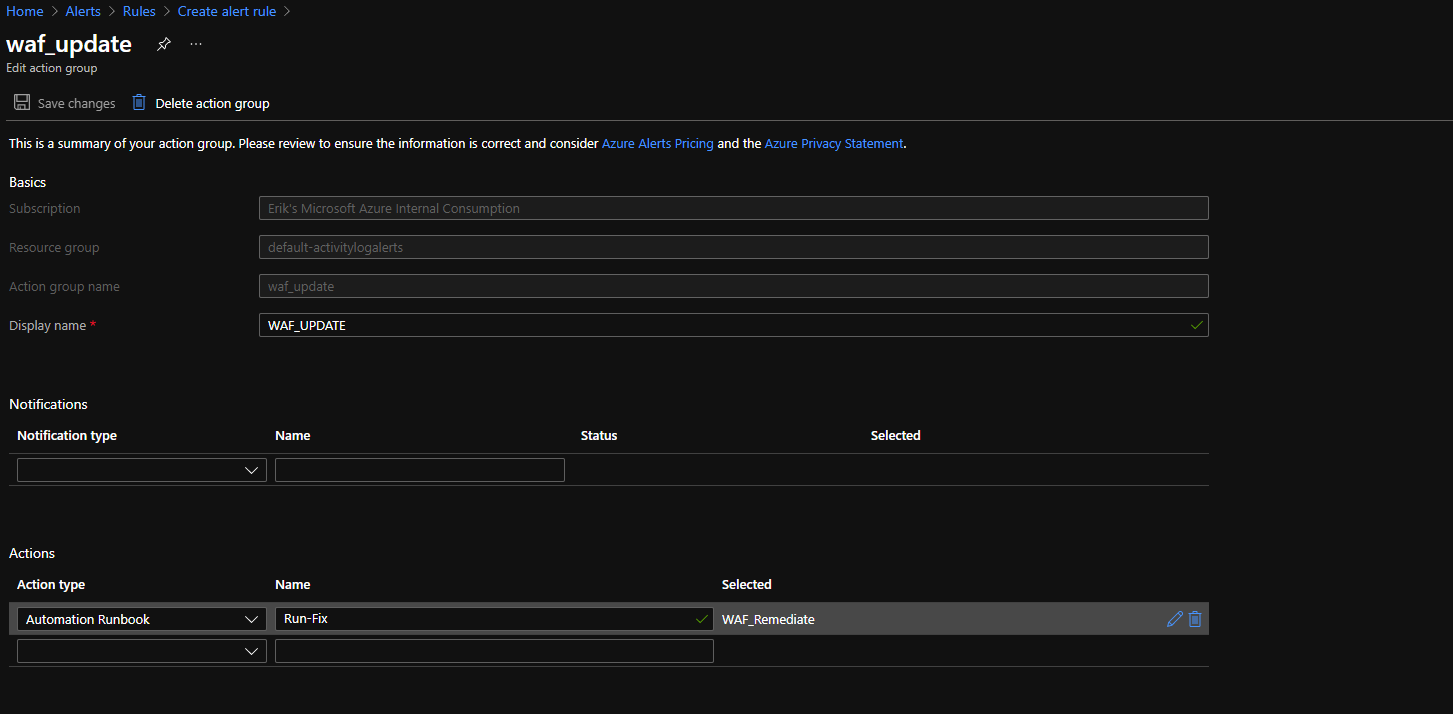 Home > Alerts > Rules > Create alert rule >
waf_update ...
Edit action group
Save changes Delete action group
This is a summary of your action group. Please review to ensure the information is correct and consider Azure Alerts Pricing and the Azure Privacy Statement.
Basics
Subscription Erik's Microsoft Azure Internal Consumption
Resource group default-activitylogalerts
Action group name waf_update
Display name * WAF_UPDATE
Notifications
Notification type Name Status Selected
Actions
Action type Name Selected
Automation Runbook Run-Fix WAF_Remediate